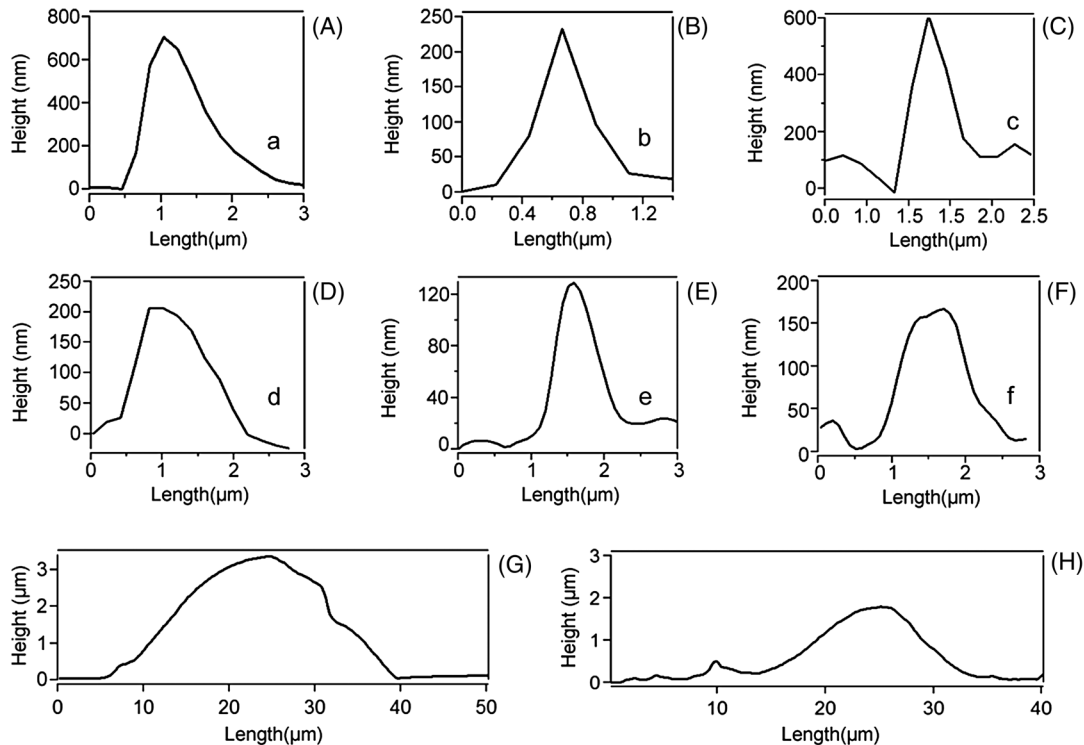 (A)
Height (nm)
800
600
400
200
0
a
0 1 2 3
Length(µm)
(B)
Height (nm)
250
200
150
100
50
0
b
0.0 0.4 0.8 1.2
Length(µm)
(C)
Height (nm)
600
400
200
0
c
0.0 1.0 1.5 1.5 2.0 2.5
Length(µm)
(D)
Height (nm)
250
200
150
100
50
0
d
0 1 2 3
Length(µm)
(E)
Height (nm)
120
80
40
0
e
0 1 2 3
Length(µm)
(F)
Height (nm)
200
150
100
50
0
f
0 1 2 3
Length(µm)
(G)
Height (µm)
3
2
1
0
0 10 20 30 40 50
Length(µm)
(H)
Height (µm)
3
2
1
0
10 20 30 40
Length(µm)